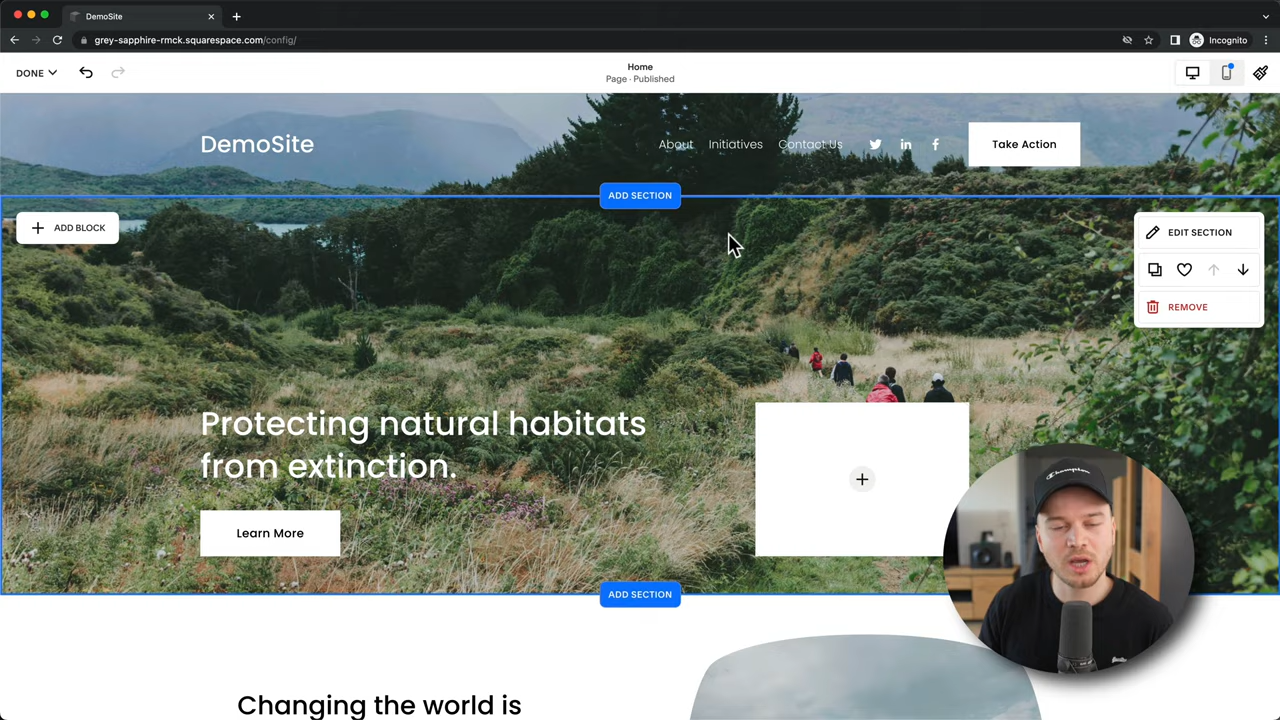 DemoSite
grey-sapphire-rmck.squarespace.com/config/
Incognito
DONE
Home
Page · Published
DemoSite
About
Initiatives
Contact Us
Take Action
ADD SECTION
ADD BLOCK
EDIT SECTION
REMOVE
Protecting natural habitats
from extinction.
Learn More
Champion
ADD SECTION
Changing the world is